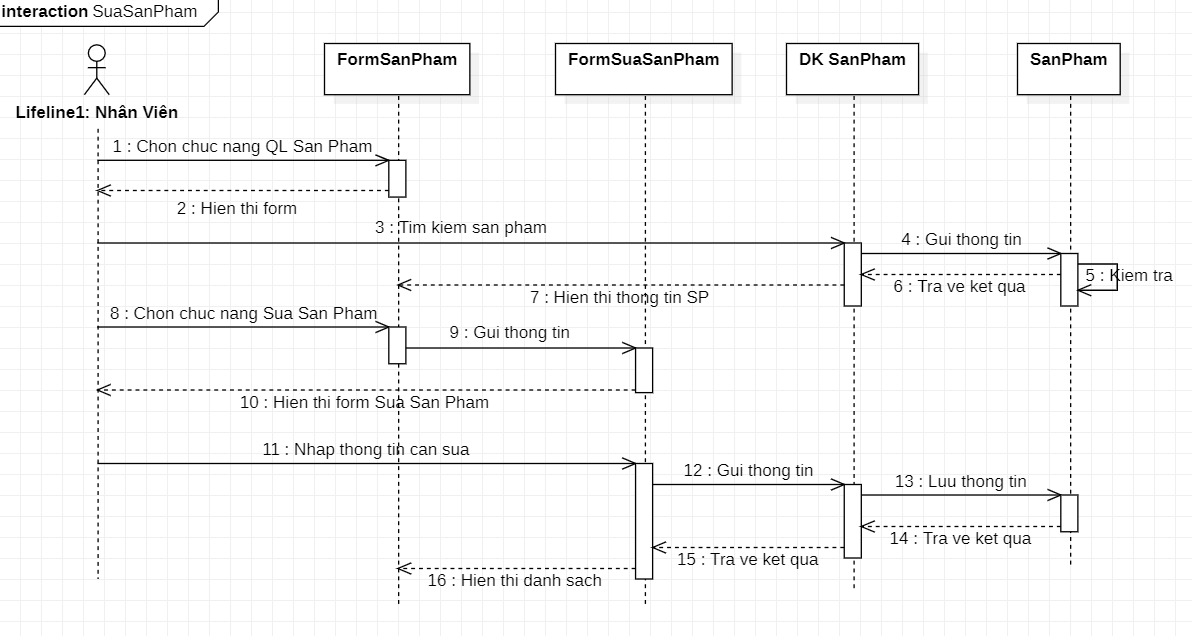 interaction SuaSanPham
FormSanPham
FormSuaSanPham
DK SanPham
SanPham
Lifeline1: Nhân Viên
1 : Chon chuc nang QL San Pham
2 : Hien thi form
3 : Tim kiem san pham
4 : Gui thong tin
5 : Kiem tra
6 : Tra ve ket qua
7 : Hien thi thong tin SP
8 : Chon chuc nang Sua San Pham
9 : Gui thong tin
10 : Hien thi form Sua San Pham
11 : Nhap thong tin can sua
12 : Gui thong tin
13 : Luu thong tin
14 : Tra ve ket qua
15 : Tra ve ket qua
16 : Hien thi danh sach